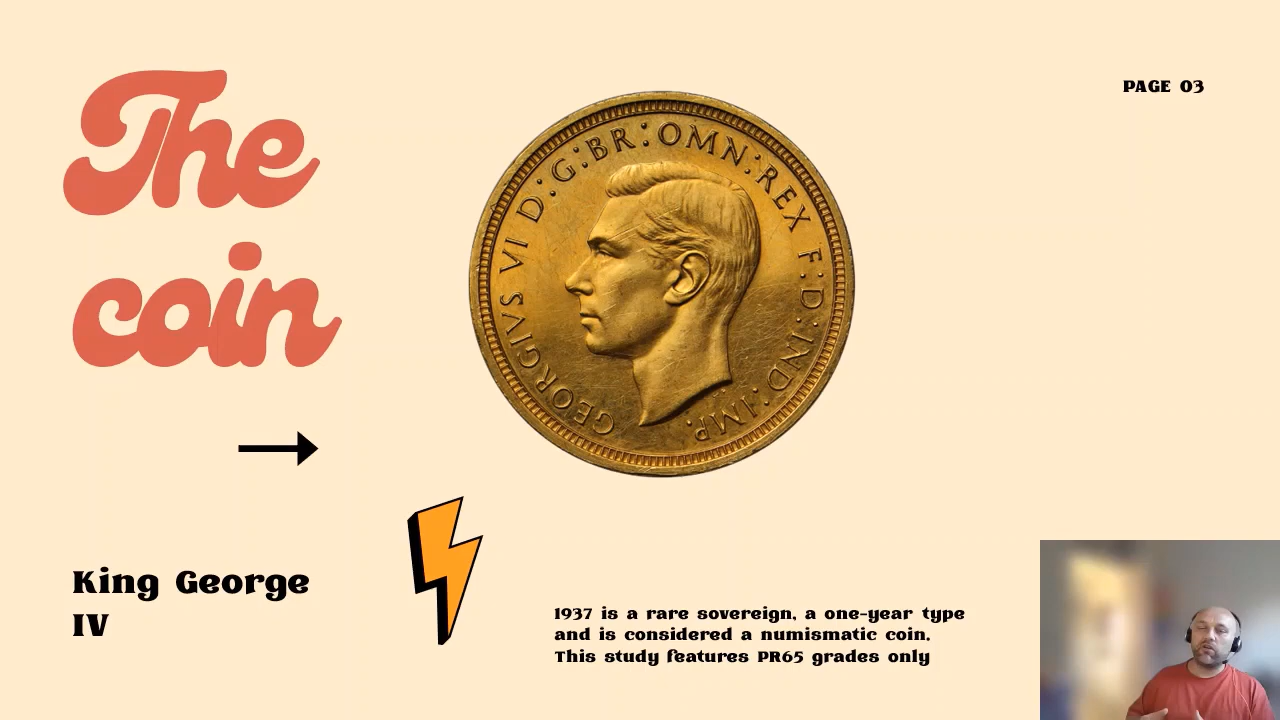 The
coin
PAGE 03
GEORGIVS VI D:G:BR:OMN:REX F:D:IND:IMP.
King George
IV
1937 is a rare sovereign, a one-year type
and is considered a numismatic coin.
This study features PR65 grades only